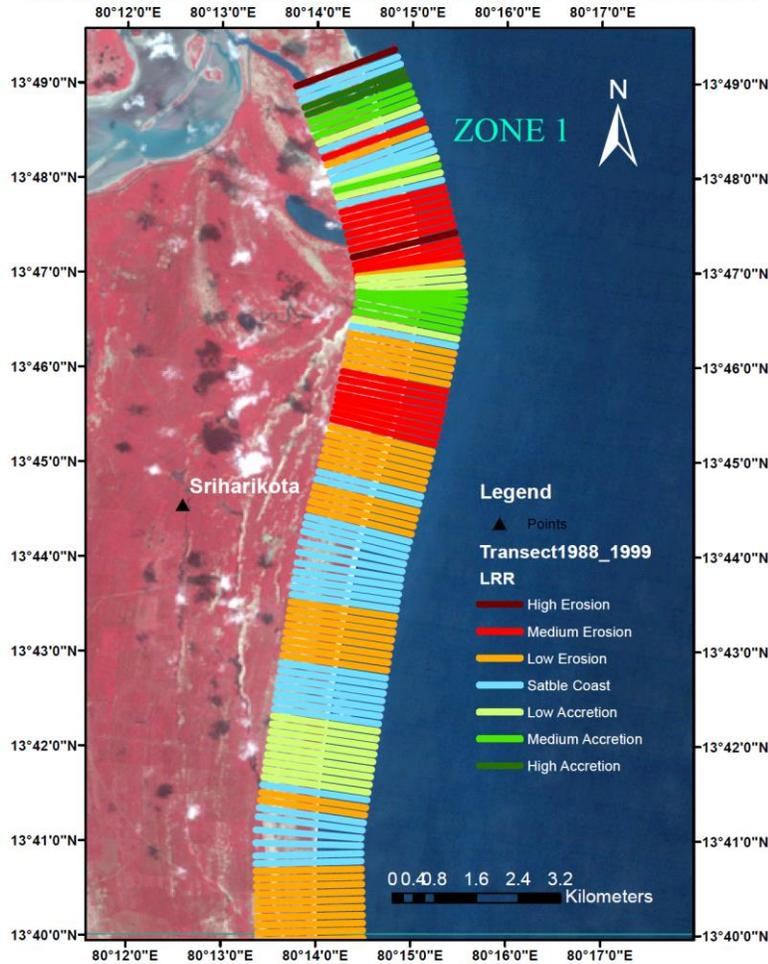 80°12'0"E 80°13'0"E 80°14'0"E 80°15'0"E 80°16'0"E 80°17'0"E
13°49'0"N 13°49'0"N
N
ZONE 1
13°48'0"N 13°48'0"N
13°47'0"N 13°47'0"N
13°46'0"N 13°46'0"N
13°45'0"N 13°45'0"N
Sriharikota
Legend
Points
13°44'0"N 13°44'0"N
Transect1988_1999
LRR
High Erosion
Medium Erosion
13°43'0"N Low Erosion 13°43'0"N
Satble Coast
Low Accretion
13°42'0"N Medium Accretion 13°42'0"N
High Accretion
13°41'0"N 13°41'0"N
0 0.4 0.8 1.6 2.4 3.2
Kilometers
13°40'0"N 13°40'0"N
80°12'0"E 80°13'0"E 80°14'0"E 80°15'0"E 80°16'0"E 80°17'0"E